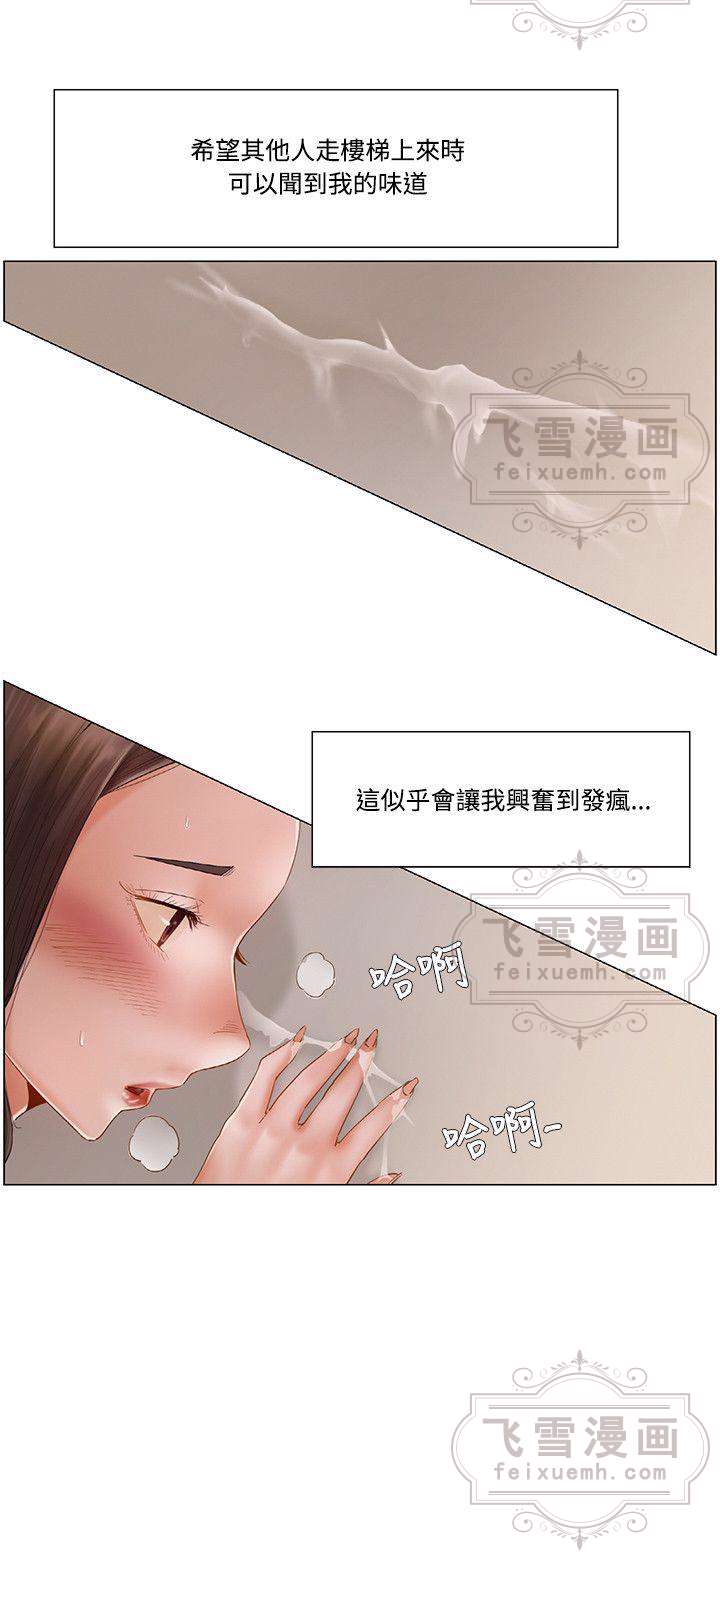 希望其他人走樓梯上來時
可以聞到我的味道
飞雪漫画
feixuemh.com
這似乎會讓我興奮到發瘋...
飞雪漫画
feixuemh.com
哈啊
哈啊-
飞雪漫画
feixuemh.com